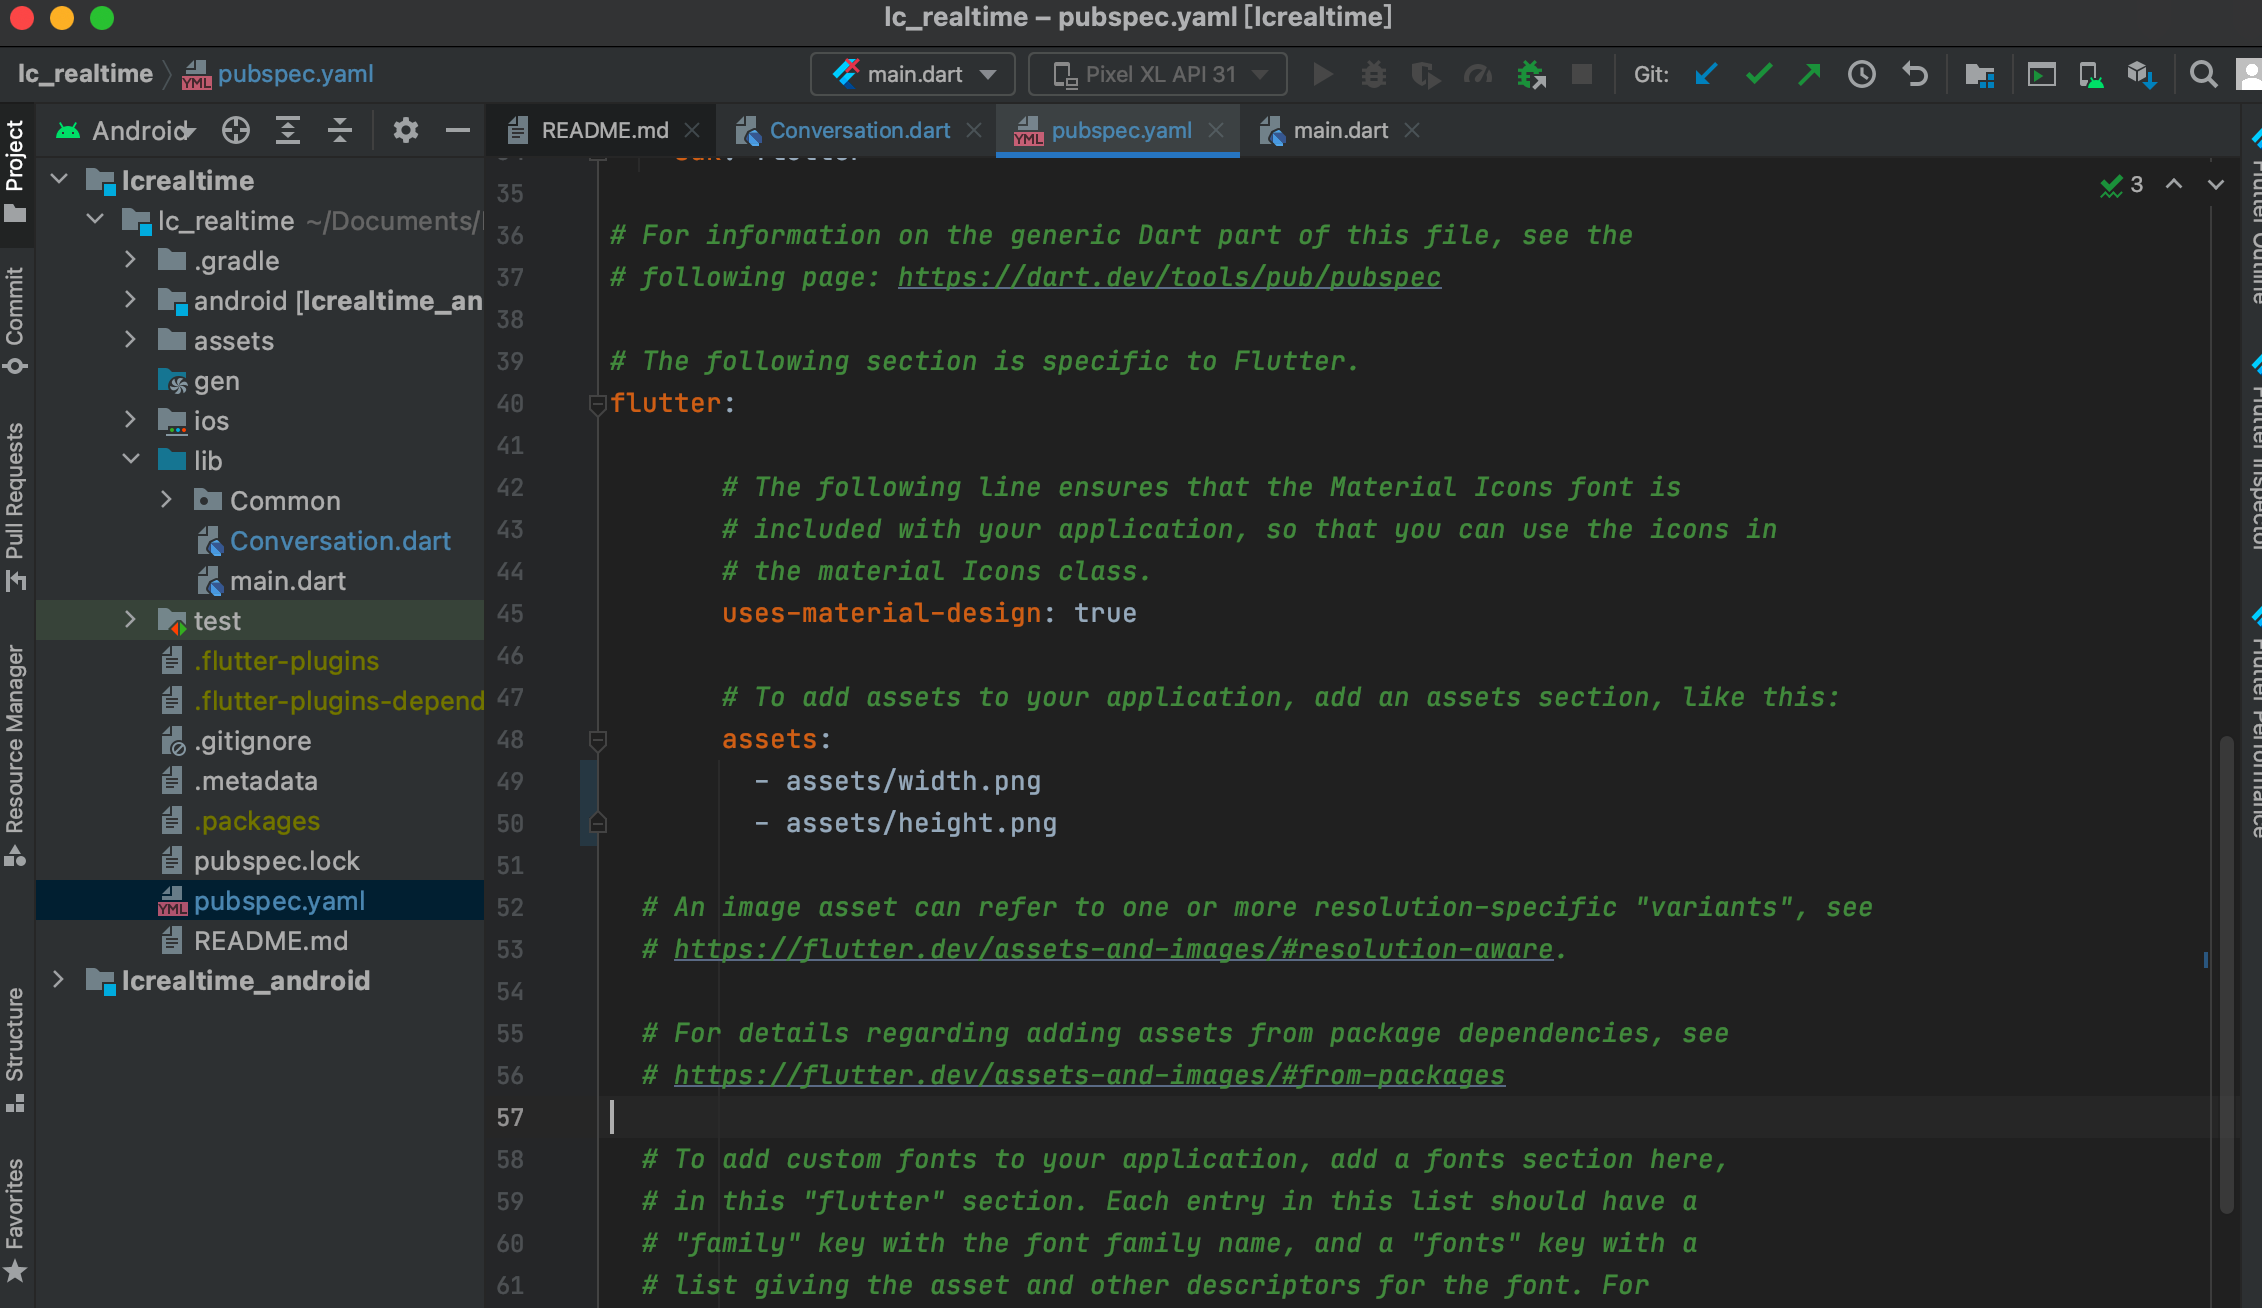 lc_realtime – pubspec.yaml [lcrealtime]
lc_realtime
pubspec.yaml
main.dart
Pixel XL API 31
Git:
Project
Commit
Pull Requests
Resource Manager
Structure
Favorites
Android
lcrealtime
lc_realtime ~/Documents/
.gradle
android [lcrealtime_an
assets
gen
ios
lib
Common
Conversation.dart
main.dart
test
.flutter-plugins
.flutter-plugins-depend
.gitignore
.metadata
.packages
pubspec.lock
pubspec.yaml
README.md
lcrealtime_android
README.md
Conversation.dart
pubspec.yaml
main.dart
3
35
36 # For information on the generic Dart part of this file, see the
37 # following page: https://dart.dev/tools/pub/pubspec
38
39 # The following section is specific to Flutter.
40 flutter:
41
42 # The following line ensures that the Material Icons font is
43 # included with your application, so that you can use the icons in
44 # the material Icons class.
45 uses-material-design: true
46
47 # To add assets to your application, add an assets section, like this:
48 assets:
49 - assets/width.png
50 - assets/height.png
51
52 # An image asset can refer to one or more resolution-specific "variants", see
53 # https://flutter.dev/assets-and-images/#resolution-aware.
54
55 # For details regarding adding assets from package dependencies, see
56 # https://flutter.dev/assets-and-images/#from-packages
57
58 # To add custom fonts to your application, add a fonts section here,
59 # in this "flutter" section. Each entry in this list should have a
60 # "family" key with the font family name, and a "fonts" key with a
61 # list giving the asset and other descriptors for the font. For
Flutter Outline
Flutter Inspector
Flutter Performance